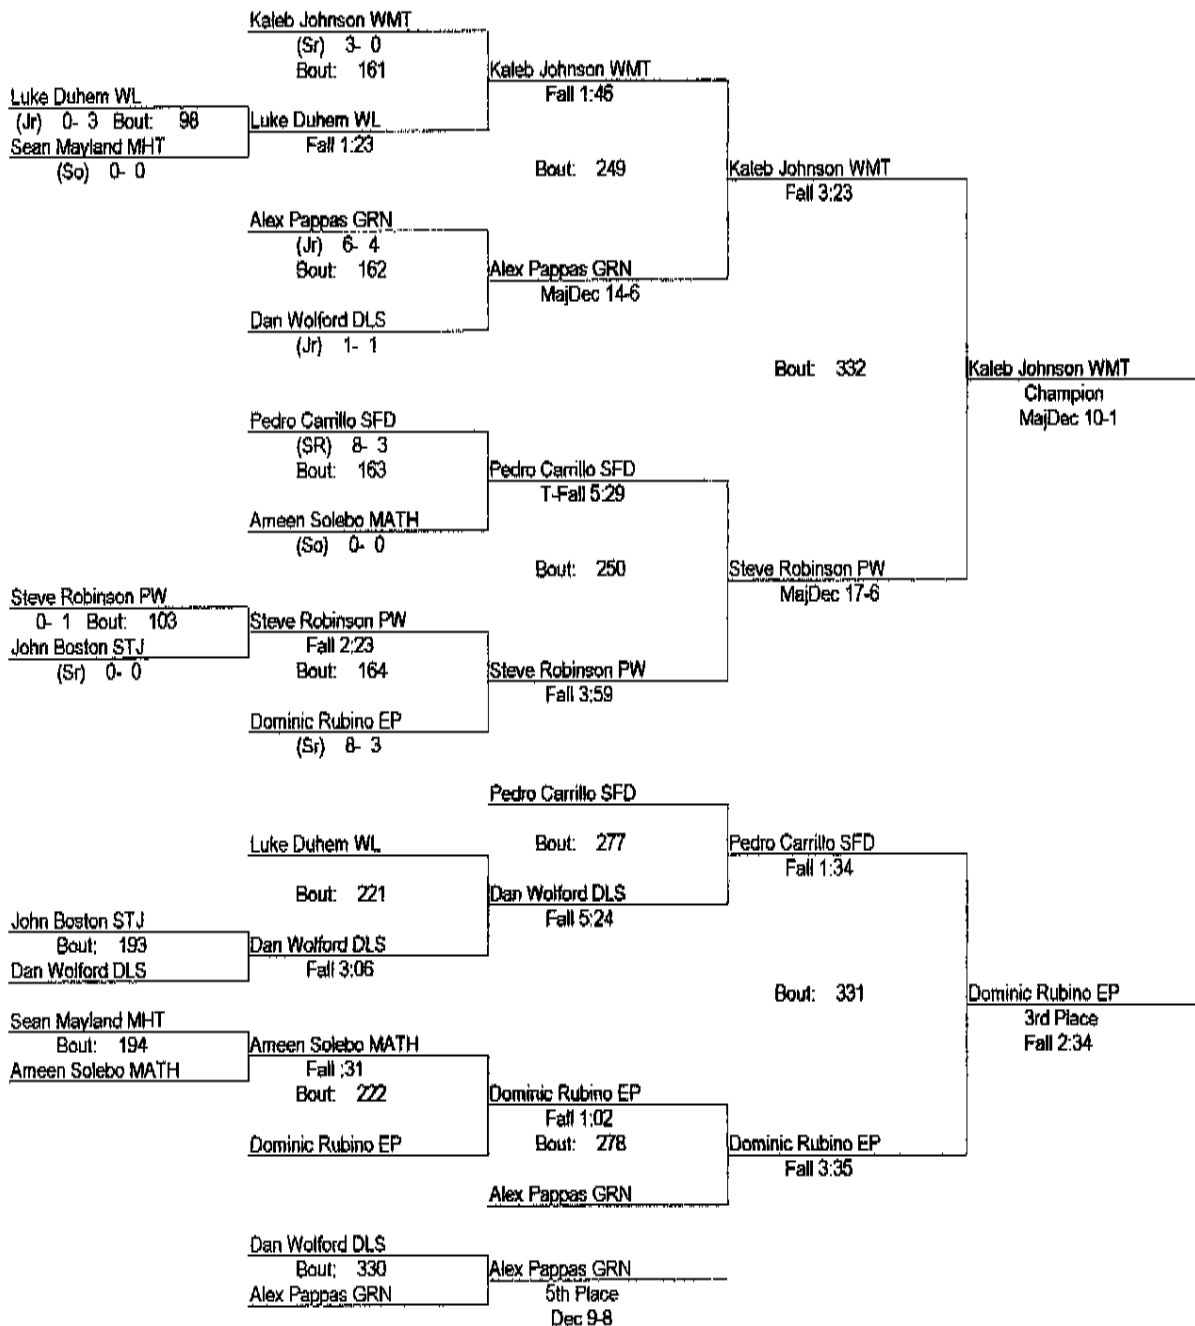 Kaleb Johnson WMT
(Sr) 3- 0
Bout: 161
Kaleb Johnson WMT
Fall 1:46
Luke Duhem WL
(Jr) 0- 3 Bout: 98
Luke Duhem WL
Fall 1:23
Sean Mayland MHT
(So) 0- 0
Bout: 249
Kaleb Johnson WMT
Fall 3:23
Alex Pappas GRN
(Jr) 6- 4
Bout: 162
Alex Pappas GRN
MajDec 14-6
Dan Wolford DLS
(Jr) 1- 1
Bout: 332
Kaleb Johnson WMT
Champion
MajDec 10-1
Pedro Carrillo SFD
(SR) 8- 3
Bout: 163
Pedro Carrillo SFD
T-Fall 5:29
Ameen Solebo MATH
(So) 0- 0
Bout: 250
Steve Robinson PW
MajDec 17-6
Steve Robinson PW
0- 1 Bout: 103
Steve Robinson PW
Fall 2:23
John Boston STJ
(Sr) 0- 0
Bout: 164
Steve Robinson PW
Fall 3:59
Dominic Rubino EP
(Sr) 8- 3
Pedro Carrillo SFD
Luke Duhem WL
Bout: 277
Pedro Carrillo SFD
Fall 1:34
Bout: 221
Dan Wolford DLS
Fall 5:24
John Boston STJ
Bout: 193
Dan Wolford DLS
Fall 3:06
Dan Wolford DLS
Bout: 331
Dominic Rubino EP
3rd Place
Fall 2:34
Sean Mayland MHT
Bout: 194
Ameen Solebo MATH
Fall :31
Ameen Solebo MATH
Bout: 222
Dominic Rubino EP
Fall 1:02
Dominic Rubino EP
Bout: 278
Dominic Rubino EP
Fall 3:35
Alex Pappas GRN
Dan Wolford DLS
Bout: 330
Alex Pappas GRN
5th Place
Dec 9-8
Alex Pappas GRN